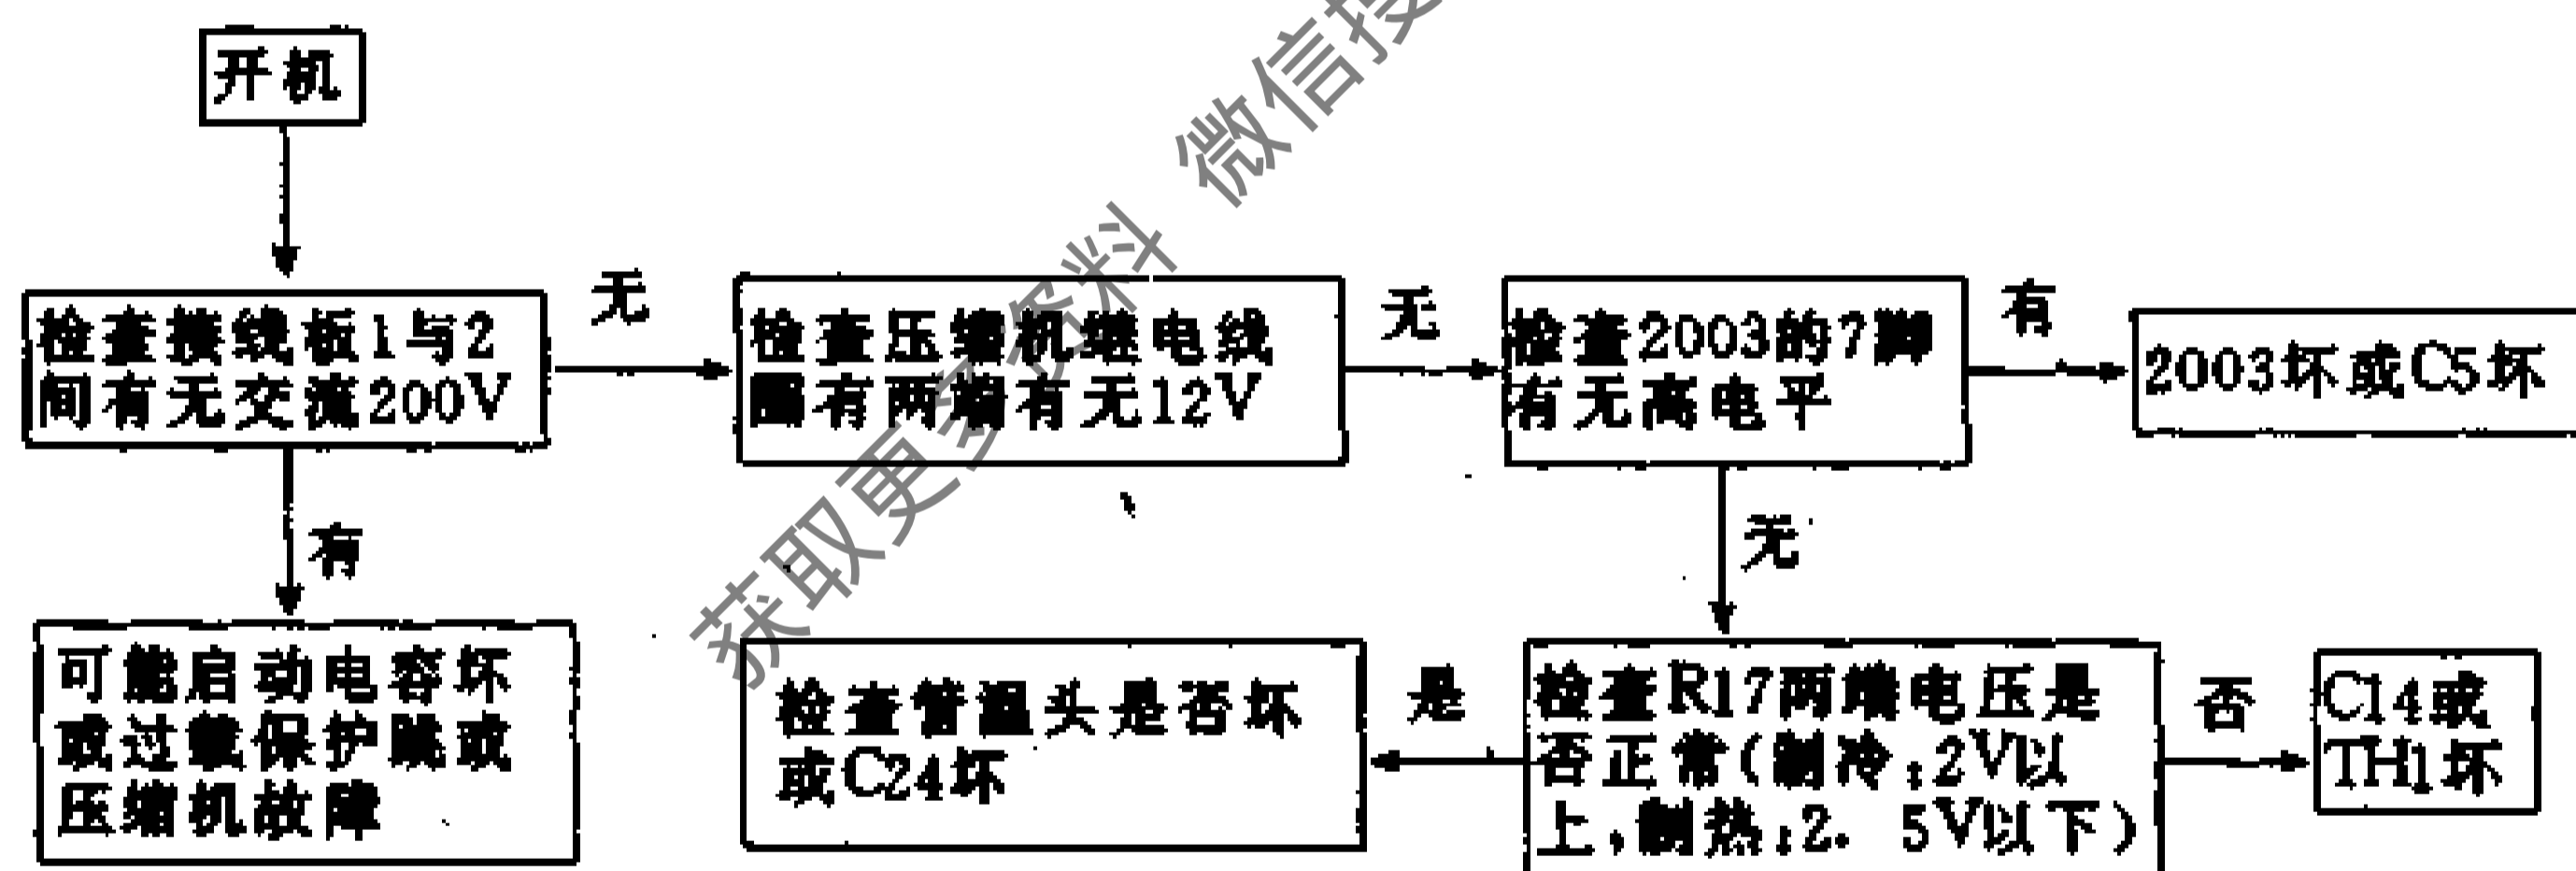 开机
检查接线板1与2
间有无交流200V
无
检查压缩机继电线
圈有两端有无12V
无
检查2003的7脚
有无高电平
有
2003坏或C5坏
有
无
可能启动电容坏
或过载保护跳或
压缩机故障
检查管温头是否坏
或C24坏
是
检查R17两端电压是
否正常(制冷:2V以
上,制热:2. 5V以下)
否
C14或
TH1坏
获取更多资料 微信搜